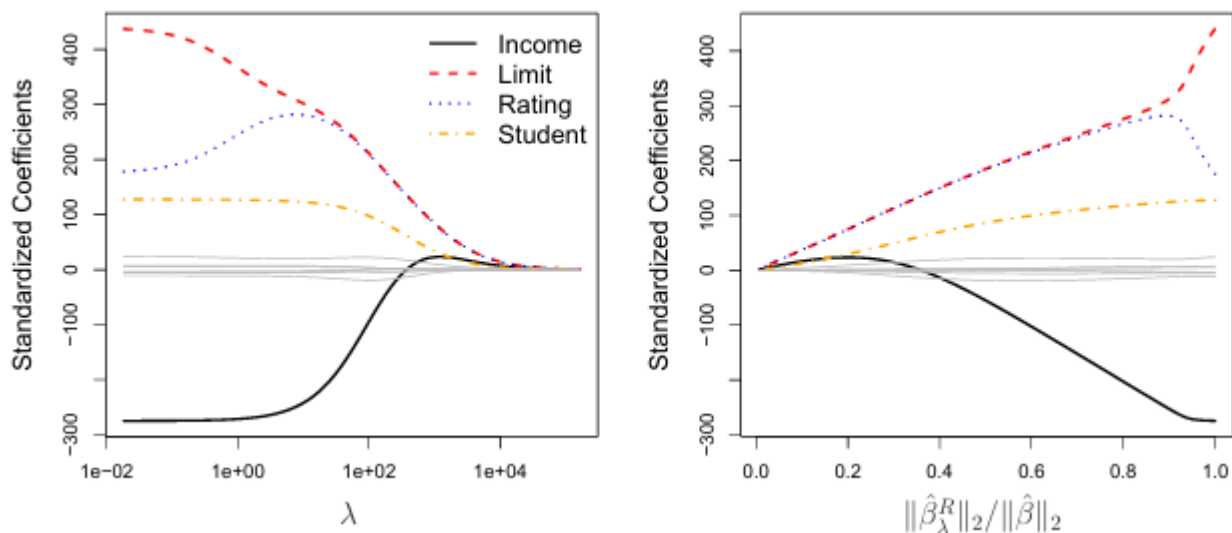 Standardized Coefficients
400
300
200
100
0
-100
-300
1e-02
1e+00
1e+02
1e+04
λ
Income
Limit
Rating
Student
Standardized Coefficients
400
300
200
100
0
-100
-300
0.0
0.2
0.4
0.6
0.8
1.0
‖β̂λᴿ‖₂/‖β̂‖₂